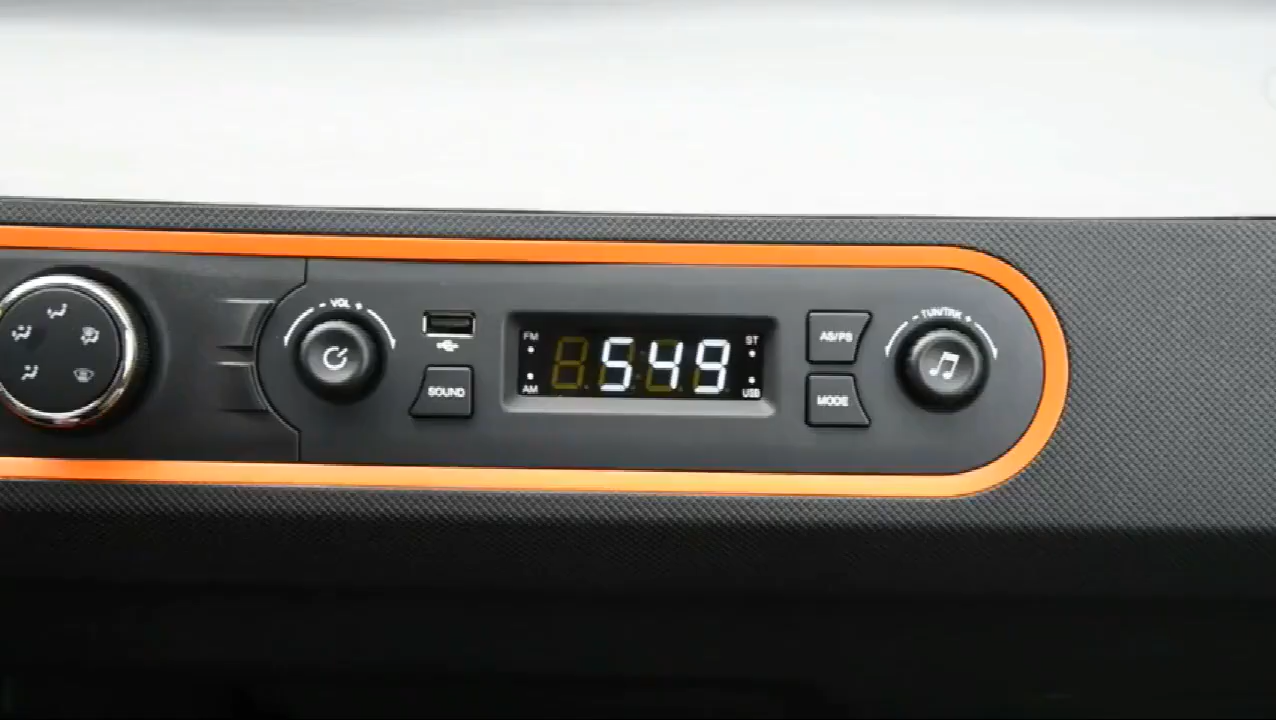 - VOL +
- TUN/TRK +
FM
549
ST
AS/PS
AM
USB
SOUND
MODE